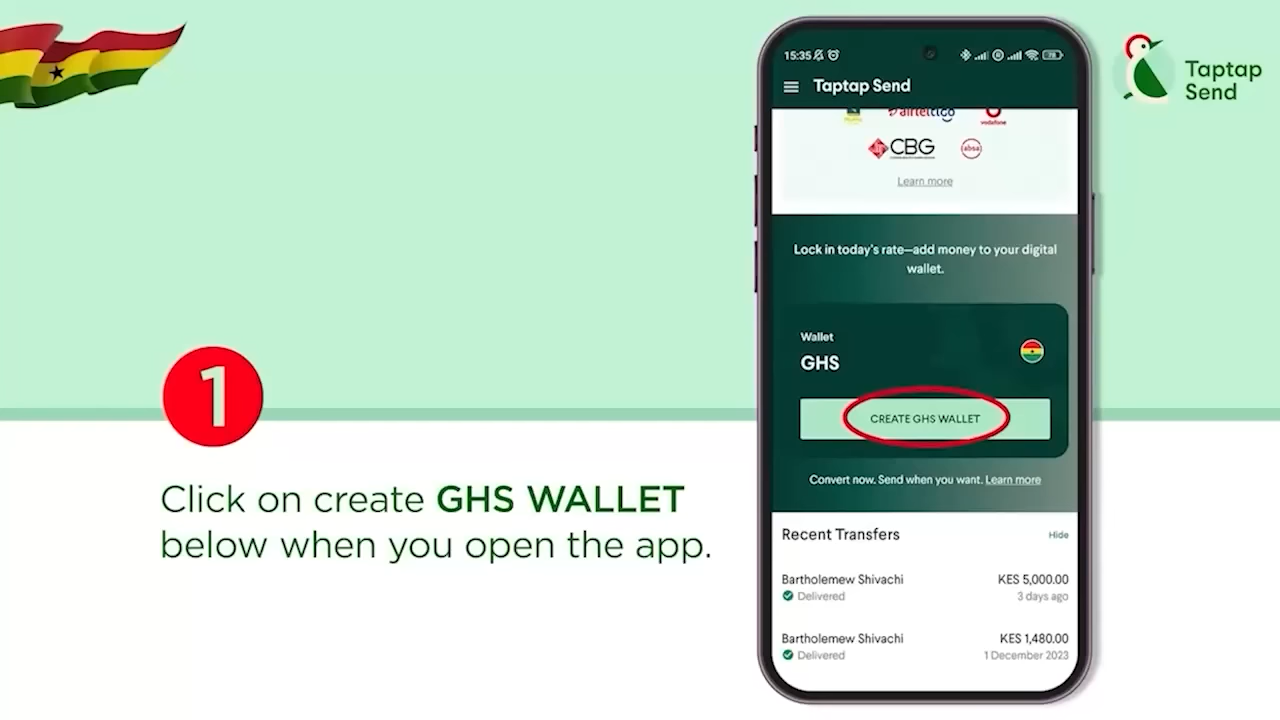 1
Click on create GHS WALLET
below when you open the app.
15:35
78
Taptap Send
airteltigo
vodafone
CBG
absa
Learn more
Lock in today's rate—add money to your digital
wallet.
Wallet
GHS
CREATE GHS WALLET
Convert now. Send when you want. Learn more
Recent Transfers
Hide
Bartholemew Shivachi
KES 5,000.00
Delivered
3 days ago
Bartholemew Shivachi
KES 1,480.00
Delivered
1 December 2023
Taptap
Send